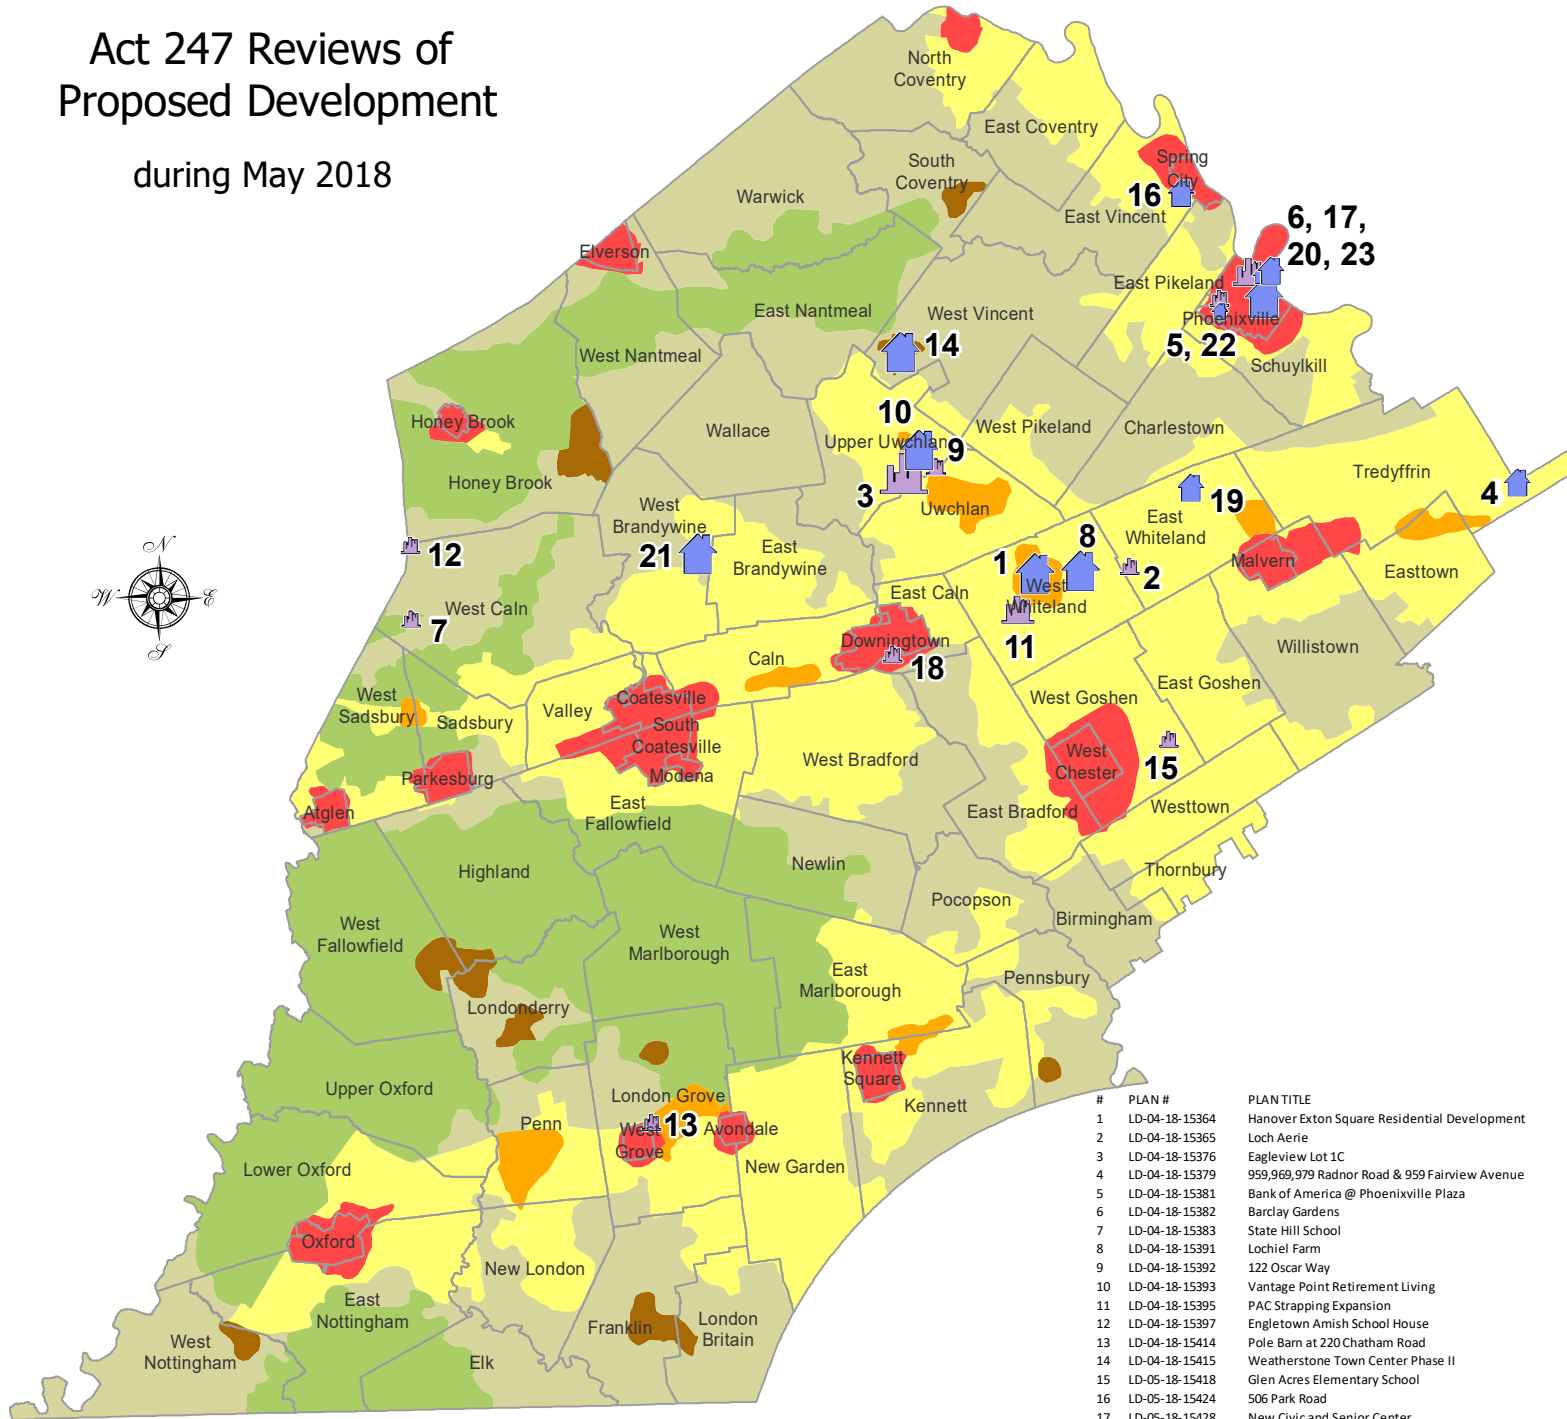 Act 247 Reviews of
Proposed Development
during May 2018
North
Coventry
East Coventry
Spring
City
South
Coventry
16
Warwick
East Vincent
6, 17,
20, 23
Elverson
East Pikeland
East Nantmeal
West Vincent
Phoenixville
14
5, 22
West Nantmeal
Schuylkill
10
Honey Brook
West Pikeland
Charlestown
Wallace
Upper Uwchlan
9
Tredyffrin
Honey Brook
3
19
4
West
Brandywine
Uwchlan
East
Whiteland
8
N
12
21
East
Brandywine
1
2
Malvern
Easttown
W
E
S
West Caln
East Caln
West
Whiteland
7
Downingtown
11
Willistown
Caln
18
West
Sadsbury
Sadsbury
Valley
Coatesville
West Goshen
East Goshen
South
Coatesville
West Bradford
West
Chester
15
Parkesburg
Modena
Atglen
East
Fallowfield
East Bradford
Westtown
Highland
Newlin
Thornbury
Pocopson
Birmingham
West
Fallowfield
West
Marlborough
East
Marlborough
Pennsbury
Londonderry
Kennett
Square
Upper Oxford
London Grove
Kennett
Penn
13
Avondale
West
Grove
Lower Oxford
New Garden
Oxford
New London
East
Nottingham
Franklin
London
Britain
West
Nottingham
Elk
# PLAN # PLAN TITLE
1 LD-04-18-15364 Hanover Exton Square Residential Development
2 LD-04-18-15365 Loch Aerie
3 LD-04-18-15376 Eagleview Lot 1C
4 LD-04-18-15379 959,969,979 Radnor Road & 959 Fairview Avenue
5 LD-04-18-15381 Bank of America @ Phoenixville Plaza
6 LD-04-18-15382 Barclay Gardens
7 LD-04-18-15383 State Hill School
8 LD-04-18-15391 Lochiel Farm
9 LD-04-18-15392 122 Oscar Way
10 LD-04-18-15393 Vantage Point Retirement Living
11 LD-04-18-15395 PAC Strapping Expansion
12 LD-04-18-15397 Engletown Amish School House
13 LD-04-18-15414 Pole Barn at 220 Chatham Road
14 LD-04-18-15415 Weatherstone Town Center Phase II
15 LD-05-18-15418 Glen Acres Elementary School
16 LD-05-18-15424 506 Park Road
17 LD-05-18-15428 New Civic and Senior Center